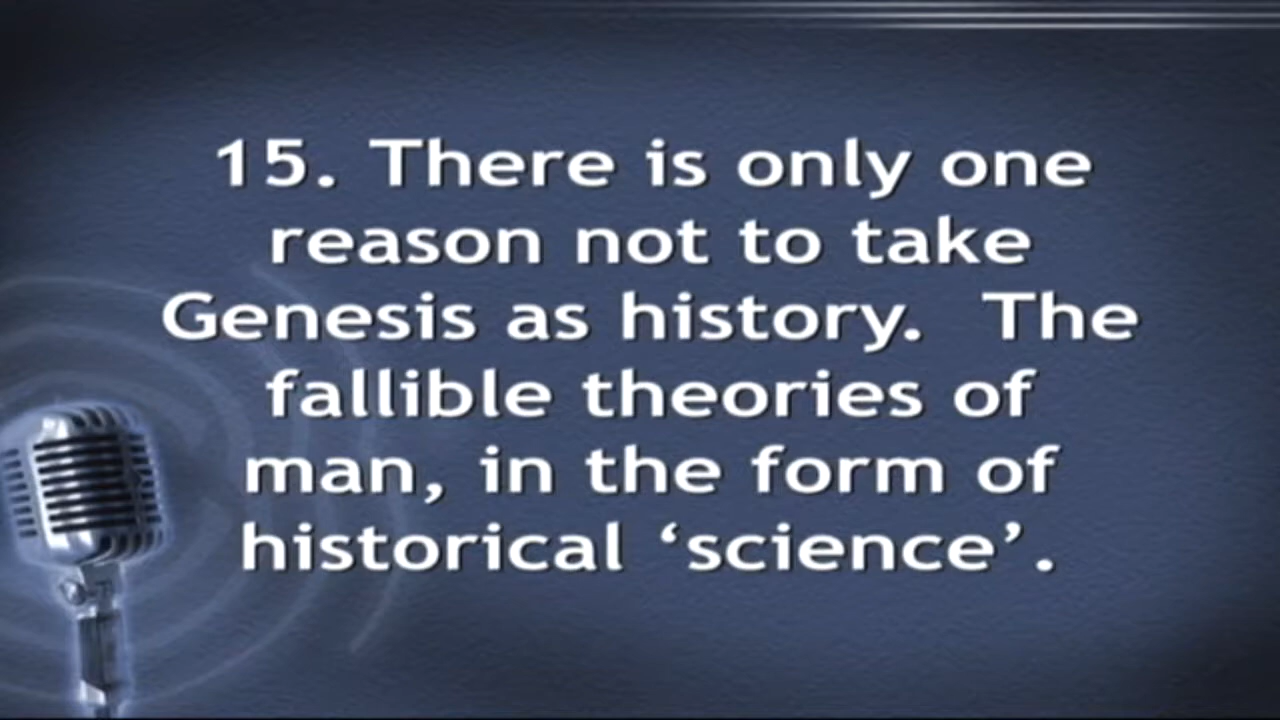 15. There is only one
reason not to take
Genesis as history.  The
fallible theories of
man, in the form of
historical ‘science’.